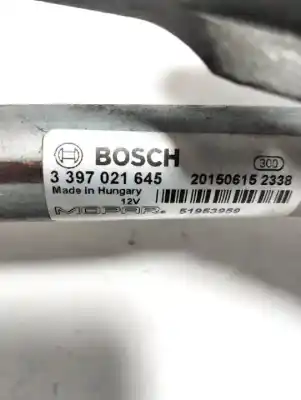 BOSCH
300
3 397 021 645
20150615 2338
Made in Hungary
12V
MOPAR
51953959